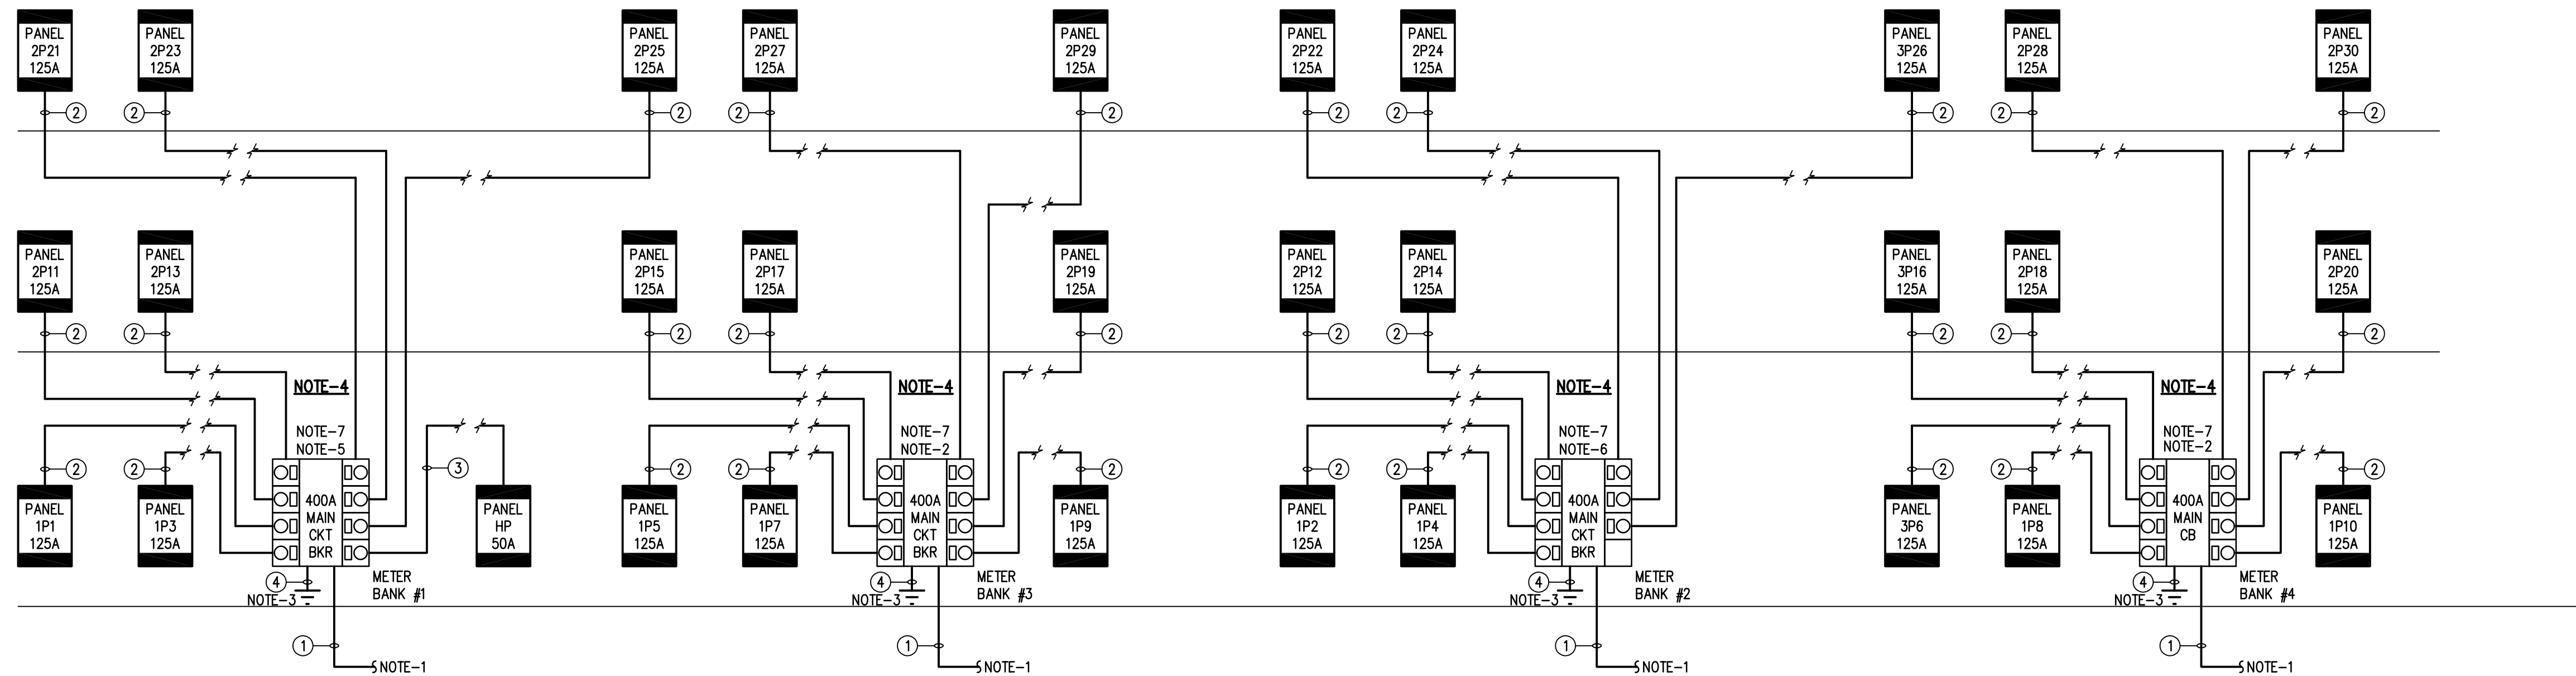 PANEL
2P21
125A
PANEL
2P23
125A
PANEL
2P25
125A
PANEL
2P27
125A
PANEL
2P29
125A
PANEL
2P22
125A
PANEL
2P24
125A
PANEL
3P26
125A
PANEL
2P28
125A
PANEL
2P30
125A
2
2
2
2
2
2
2
2
2
2
PANEL
2P11
125A
PANEL
2P13
125A
PANEL
2P15
125A
PANEL
2P17
125A
PANEL
2P19
125A
PANEL
2P12
125A
PANEL
2P14
125A
PANEL
3P16
125A
PANEL
2P18
125A
PANEL
2P20
125A
2
2
2
2
2
2
2
2
2
2
NOTE-4
NOTE-4
NOTE-4
NOTE-4
NOTE-7
NOTE-5
NOTE-7
NOTE-2
NOTE-7
NOTE-6
NOTE-7
NOTE-2
2
2
3
2
2
2
2
2
2
2
2
PANEL
1P1
125A
PANEL
1P3
125A
400A
MAIN
CKT
BKR
PANEL
HP
50A
PANEL
1P5
125A
PANEL
1P7
125A
400A
MAIN
CKT
BKR
PANEL
1P9
125A
PANEL
1P2
125A
PANEL
1P4
125A
400A
MAIN
CKT
BKR
PANEL
3P6
125A
PANEL
1P8
125A
400A
MAIN
CB
PANEL
1P10
125A
4
NOTE-3
METER
BANK #1
4
NOTE-3
METER
BANK #3
4
NOTE-3
METER
BANK #2
4
NOTE-3
METER
BANK #4
1
NOTE-1
1
NOTE-1
1
NOTE-1
1
NOTE-1